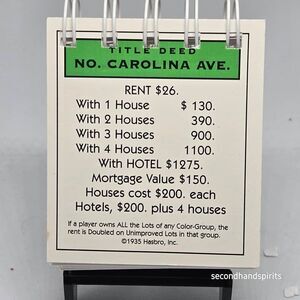 TITLE DEED
NO. CAROLINA AVE.
RENT $26.
With 1 House $ 130.
With 2 Houses 390.
With 3 Houses 900.
With 4 Houses 1100.
With HOTEL $1275.
Mortgage Value $150.
Houses cost $200. each
Hotels, $200. plus 4 houses
If a player owns ALL the Lots of any Color-Group, the
rent is Doubled on Unimproved Lots in that group.
©1935 Hasbro, Inc.
secondhandspirits